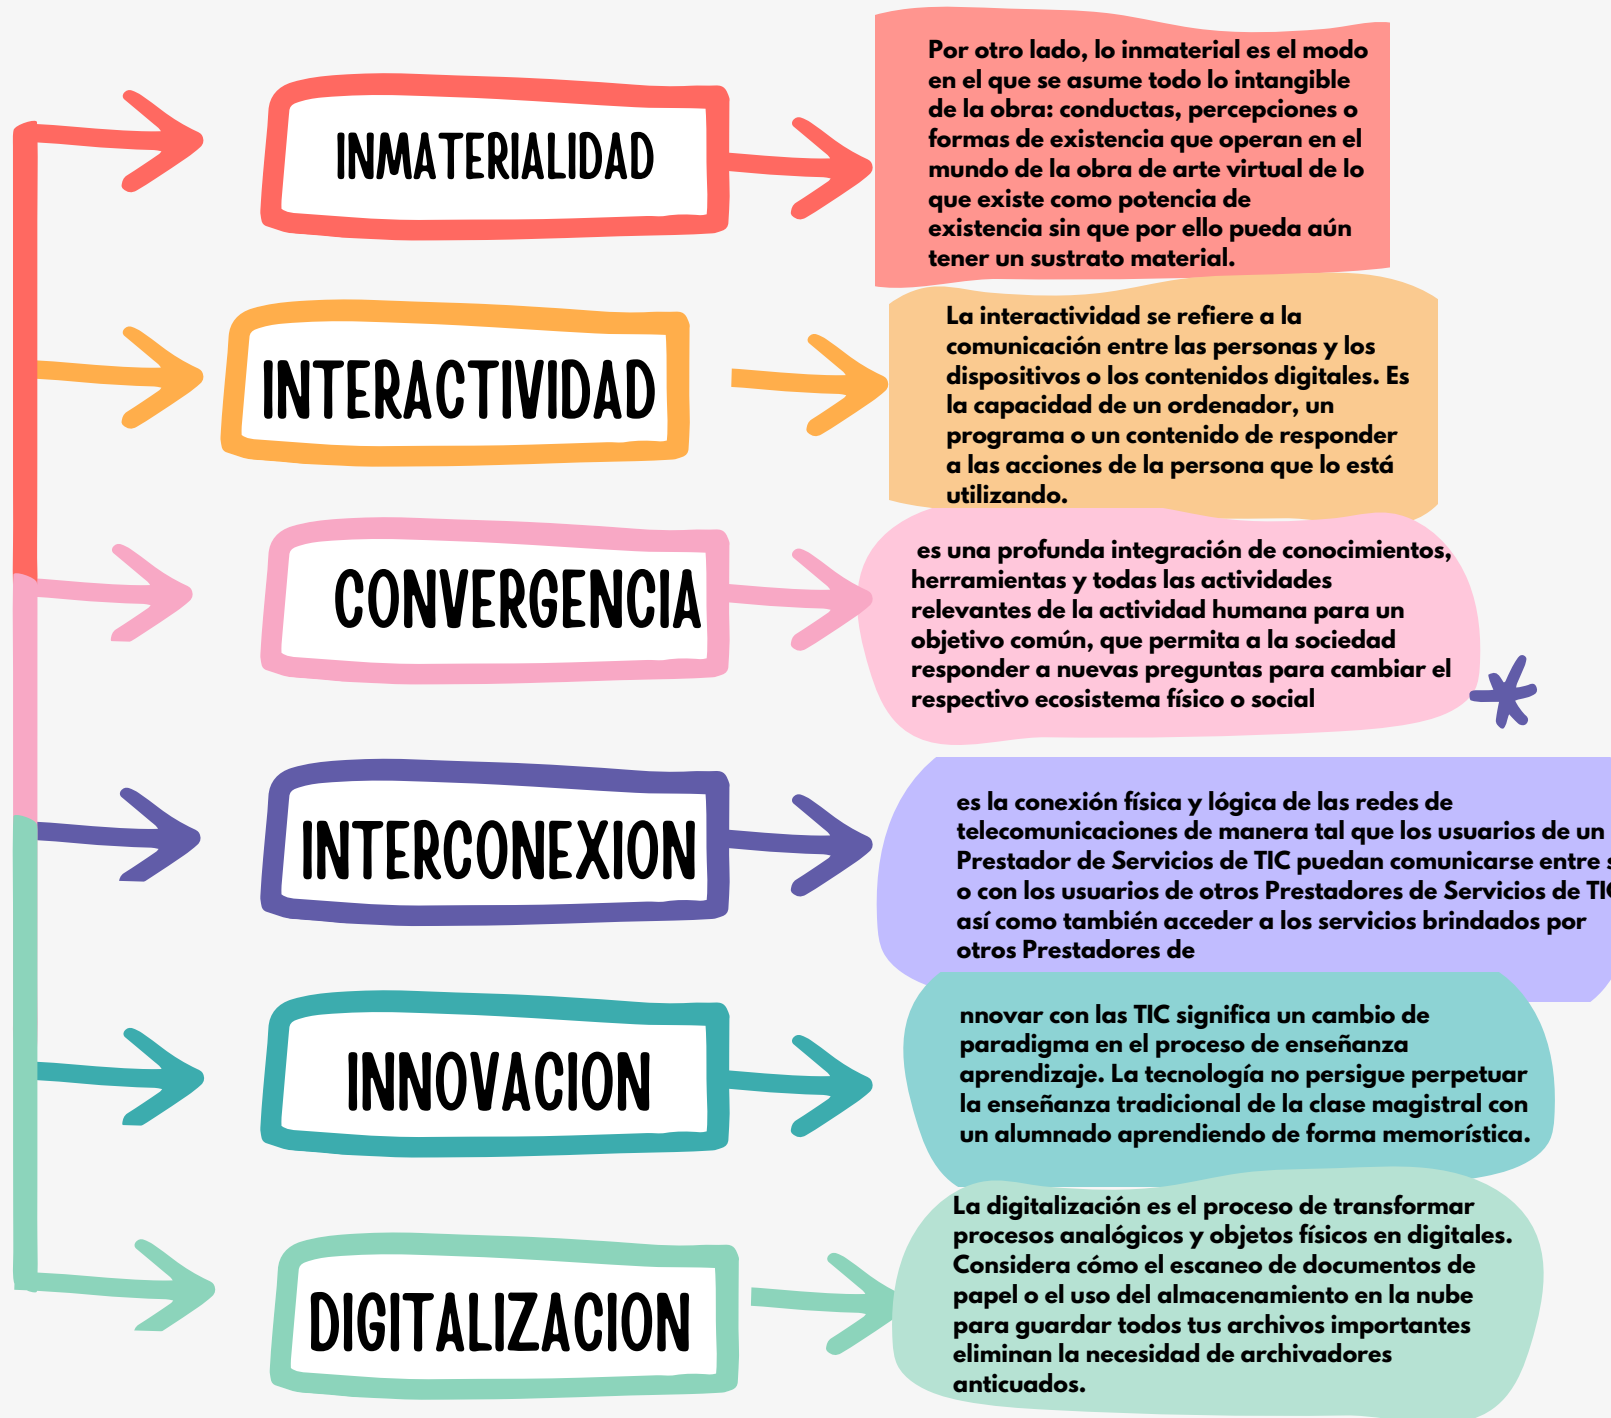 INMATERIALIDAD
Por otro lado, lo inmaterial es el modo
en el que se asume todo lo intangible
de la obra: conductas, percepciones o
formas de existencia que operan en el
mundo de la obra de arte virtual de lo
que existe como potencia de
existencia sin que por ello pueda aún
tener un sustrato material.
INTERACTIVIDAD
La interactividad se refiere a la
comunicación entre las personas y los
dispositivos o los contenidos digitales. Es
la capacidad de un ordenador, un
programa o un contenido de responder
a las acciones de la persona que lo está
utilizando.
CONVERGENCIA
es una profunda integración de conocimientos,
herramientas y todas las actividades
relevantes de la actividad humana para un
objetivo común, que permita a la sociedad
responder a nuevas preguntas para cambiar el
respectivo ecosistema físico o social
INTERCONEXION
es la conexión física y lógica de las redes de
telecomunicaciones de manera tal que los usuarios de un
Prestador de Servicios de TIC puedan comunicarse entre
o con los usuarios de otros Prestadores de Servicios de
así como también acceder a los servicios brindados por
otros Prestadores de
INNOVACION
nnovar con las TIC significa un cambio de
paradigma en el proceso de enseñanza
aprendizaje. La tecnología no persigue perpetuar
la enseñanza tradicional de la clase magistral con
un alumnado aprendiendo de forma memorística.
DIGITALIZACION
La digitalización es el proceso de transformar
procesos analógicos y objetos físicos en digitales.
Considera cómo el escaneo de documentos de
papel o el uso del almacenamiento en la nube
para guardar todos tus archivos importantes
eliminan la necesidad de archivadores
anticuados.